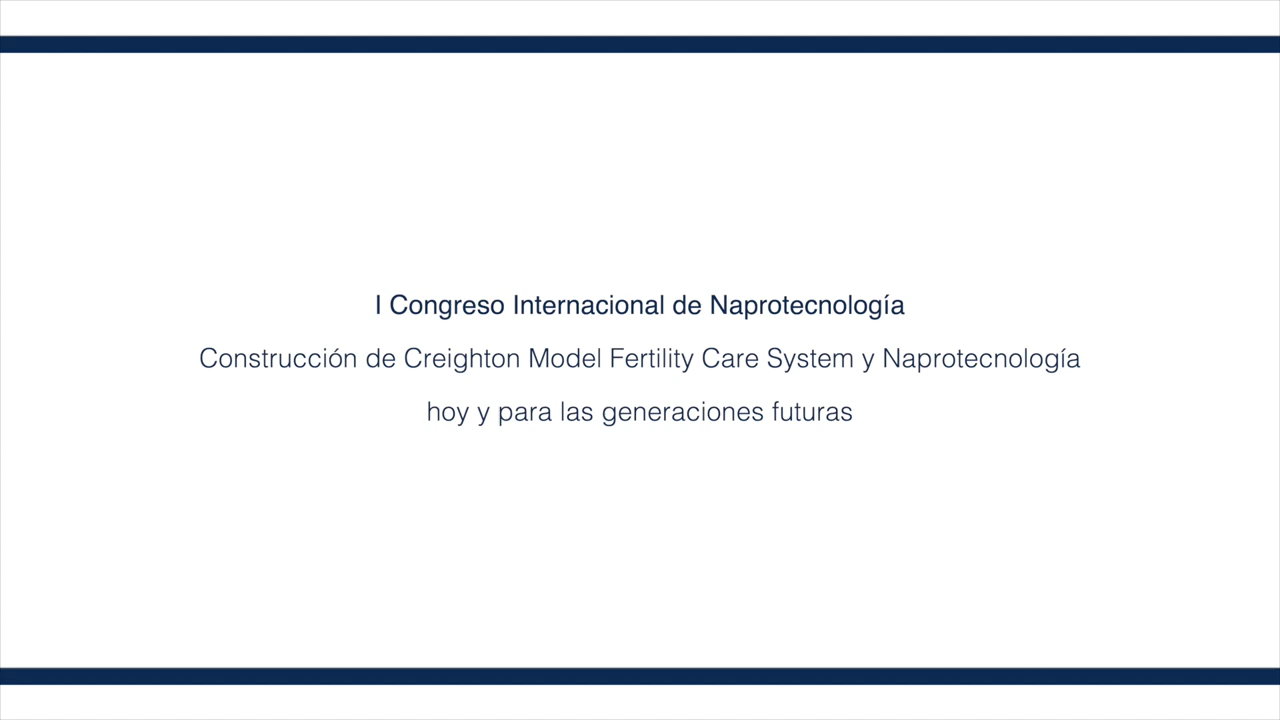 I Congreso Internacional de Naprotecnología
Construcción de Creighton Model Fertility Care System y Naprotecnología
hoy y para las generaciones futuras